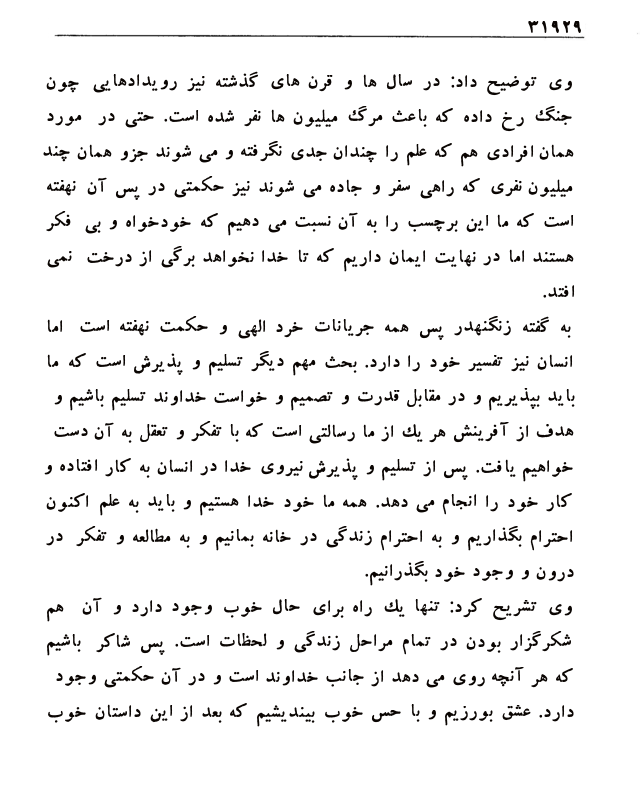 ۳۱۹۲۹
وی توضیح داد: در سال ها و قرن های گذشته نیز رویدادهایی چون
جنگ رخ داده که باعث مرگ میلیون ها نفر شده است. حتی در مورد
همان افرادی هم که علم را چندان جدی نگرفته و می شوند جزو همان چند
میلیون نفری که راهی سفر و جاده می شوند نیز حکمتی در پس آن نهفته
است که ما این برچسب را به آن نسبت می دهیم که خودخواه و بی فکر
هستند اما در نهایت ایمان داریم که تا خدا نخواهد برگی از درخت نمی
افتد.
به گفته زنگنهدر پس همه جریانات خرد الهی و حکمت نهفته است اما
انسان نیز تفسیر خود را دارد. بحث مهم دیگر تسلیم و پذیرش است که ما
باید بپذیریم و در مقابل قدرت و تصمیم و خواست خداوند تسلیم باشیم و
هدف از آفرینش هر یك از ما رسالتی است که با تفکر و تعقل به آن دست
خواهیم یافت. پس از تسلیم و پذیرش نیروی خدا در انسان به کار افتاده و
کار خود را انجام می دهد. همه ما خود خدا هستیم و باید به علم اکنون
احترام بگذاریم و به احترام زندگی در خانه بمانیم و به مطالعه و تفکر در
درون و وجود خود بگذرانیم.
وی تشریح کرد: تنها یك راه برای حال خوب وجود دارد و آن هم
شکرگزار بودن در تمام مراحل زندگی و لحظات است. پس شاکر باشیم
که هر آنچه روی می دهد از جانب خداوند است و در آن حکمتی وجود
دارد. عشق بورزیم و با حس خوب بیندیشیم که بعد از این داستان خوب